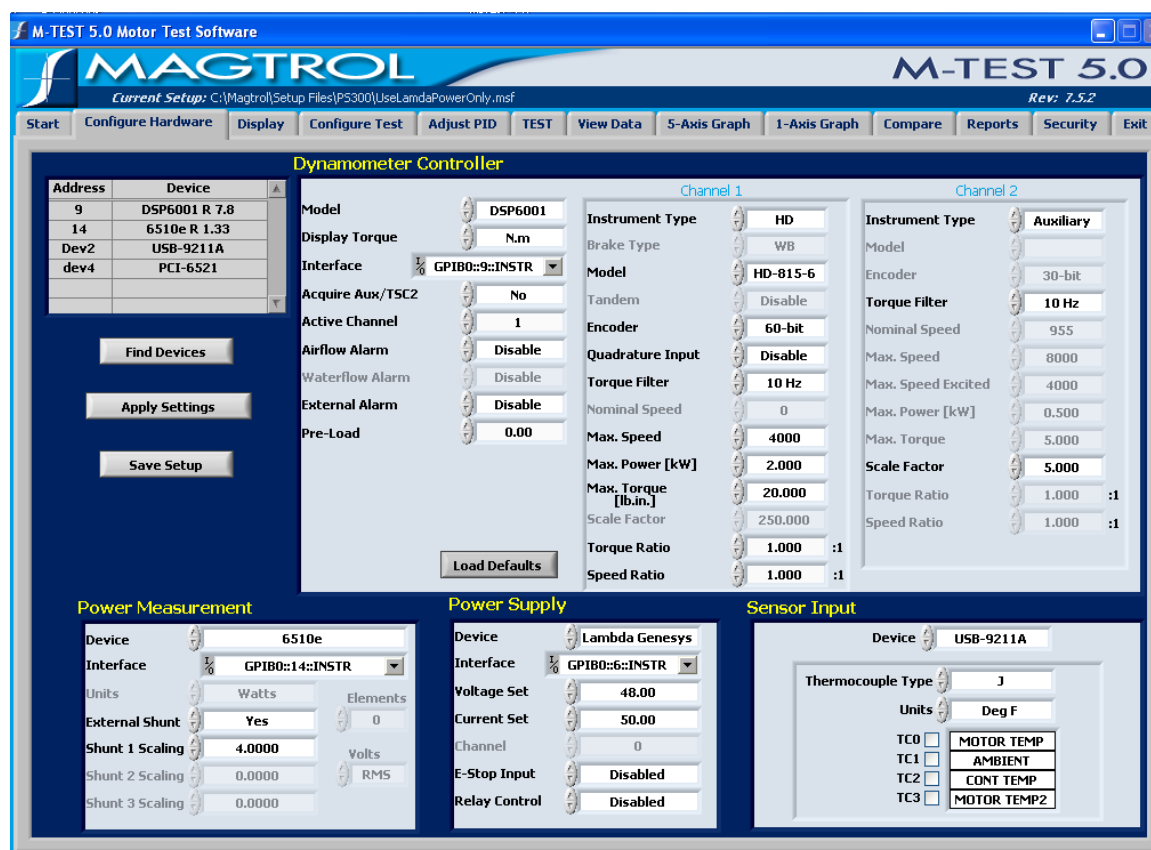 M-TEST 5.0 Motor Test Software
MAGTROL
M-TEST 5.0
Current Setup: C:\Magtrol\Setup Files\PS300\UseLamdaPowerOnly.msf
Rev: 7.5.2
Start Configure Hardware Display Configure Test Adjust PID TEST View Data 5-Axis Graph 1-Axis Graph Compare Reports Security Exit
Address Device
9 DSP6001 R 7.8
14 6510e R 1.33
Dev2 USB-9211A
dev4 PCI-6521
Find Devices
Apply Settings
Save Setup
Dynamometer Controller
Model DSP6001
Display Torque N.m
Interface GPIB0::9::INSTR
Acquire Aux/TSC2 No
Active Channel 1
Airflow Alarm Disable
Waterflow Alarm Disable
External Alarm Disable
Pre-Load 0.00
Load Defaults
Channel 1
Instrument Type HD
Brake Type WB
Model HD-815-6
Tandem Disable
Encoder 60-bit
Quadrature Input Disable
Torque Filter 10 Hz
Nominal Speed 0
Max. Speed 4000
Max. Power [kW] 2.000
Max. Torque 20.000
[lb.in.]
Scale Factor 250.000
Torque Ratio 1.000 :1
Speed Ratio 1.000 :1
Channel 2
Instrument Type Auxiliary
Model
Encoder 30-bit
Torque Filter 10 Hz
Nominal Speed 955
Max. Speed 8000
Max. Speed Excited 4000
Max. Power [kW] 0.500
Max. Torque 5.000
Scale Factor 5.000
Torque Ratio 1.000 :1
Speed Ratio 1.000 :1
Power Measurement
Device 6510e
Interface GPIB0::14::INSTR
Units Watts Elements
External Shunt Yes 0
Shunt 1 Scaling 4.0000 Volts
Shunt 2 Scaling 0.0000 RMS
Shunt 3 Scaling 0.0000
Power Supply
Device Lambda Genesys
Interface GPIB0::6::INSTR
Voltage Set 48.00
Current Set 50.00
Channel 0
E-Stop Input Disabled
Relay Control Disabled
Sensor Input
Device USB-9211A
Thermocouple Type J
Units Deg F
TC0 MOTOR TEMP
TC1 AMBIENT
TC2 CONT TEMP
TC3 MOTOR TEMP2